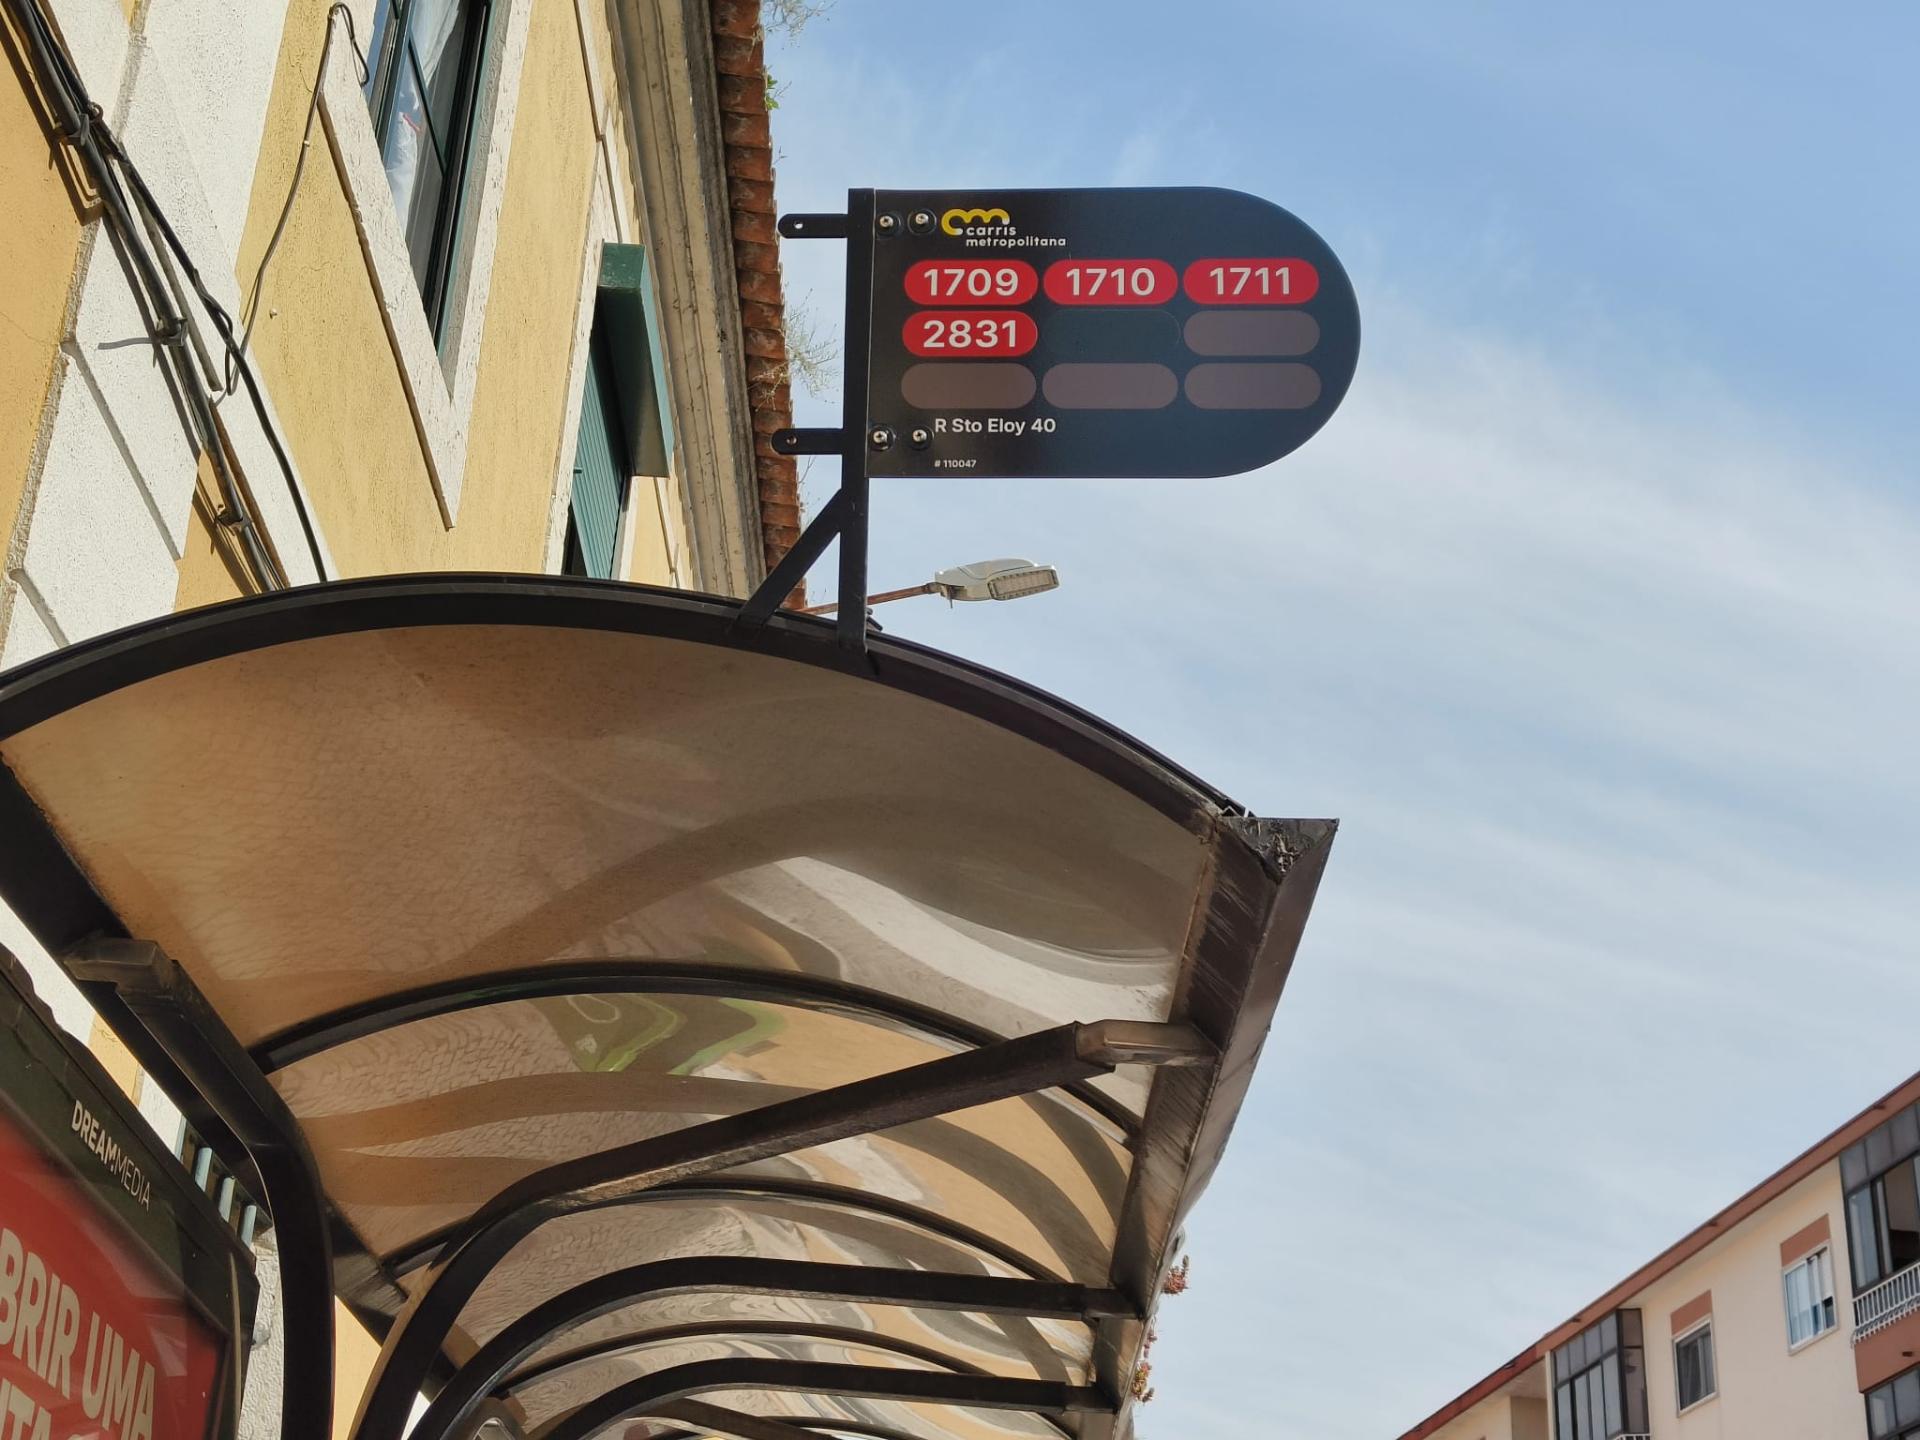 carris
metropolitana
1709 1710 1711
2831
R Sto Eloy 40
# 110047
DREAMMEDIA
BRIR UMA